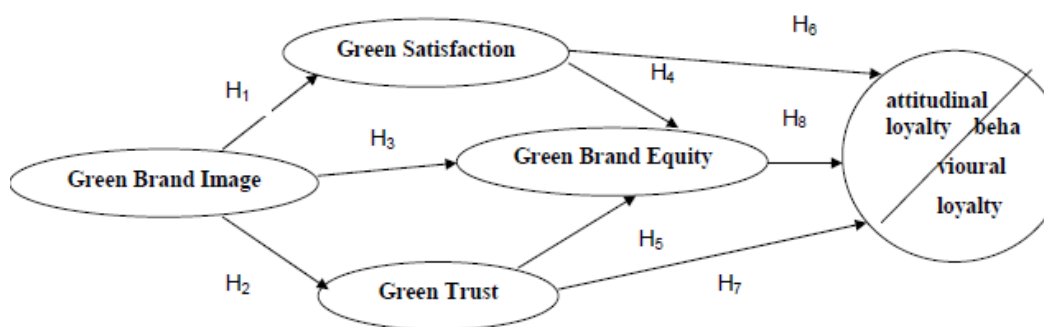 H6
Green Satisfaction
H4
H1
attitudinal
loyalty beha
H8
H3
Green Brand Equity
vioural
Green Brand Image
loyalty
H5
H2
Green Trust
H7